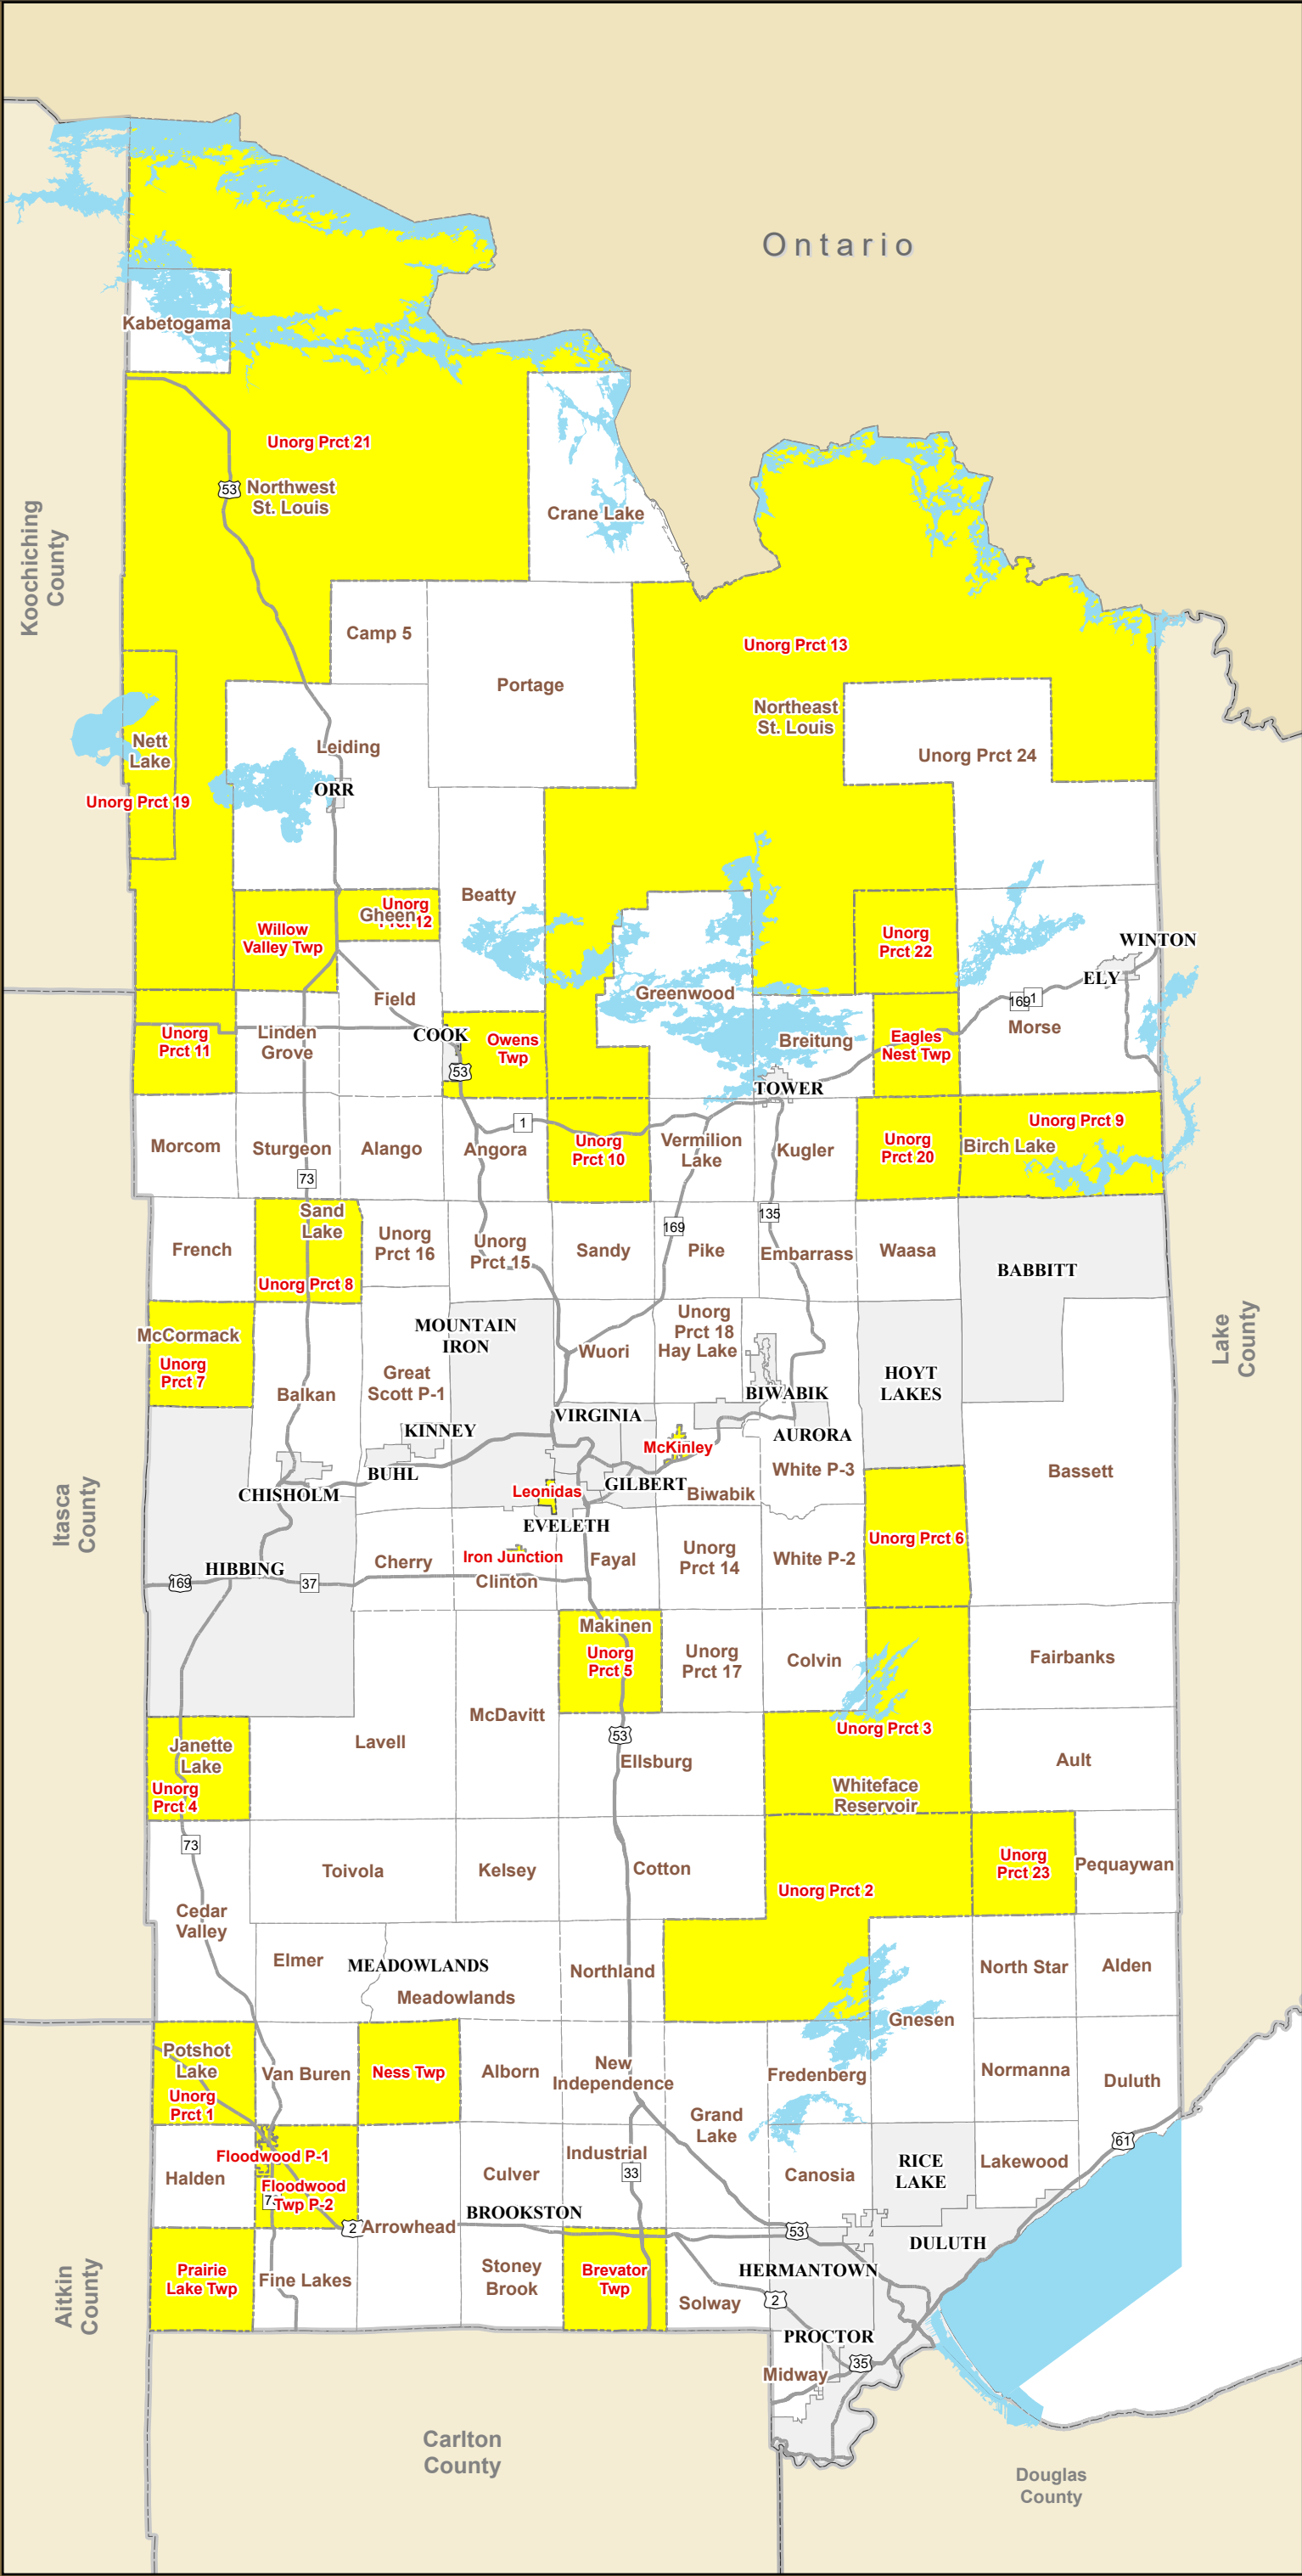 Ontario
Kabetogama
Unorg Prct 21
53
Northwest
St. Louis
Crane Lake
Koochiching
County
Camp 5
Unorg Prct 13
Portage
Northeast
St. Louis
Nett
Lake
Leiding
Unorg Prct 24
ORR
Unorg Prct 19
Beatty
Unorg
Prct 12
Gheen
Willow
Valley Twp
Unorg
Prct 22
WINTON
ELY
Field
Greenwood
169
1
Morse
Unorg
Prct 11
Linden
Grove
COOK
Owens
Twp
53
Breitung
Eagles
Nest Twp
TOWER
Morcom
Sturgeon
Alango
Angora
1
Unorg
Prct 10
Vermilion
Lake
Kugler
Unorg
Prct 20
Unorg Prct 9
Birch Lake
73
Sand
Lake
French
Unorg
Prct 16
Unorg
Prct 15
Sandy
169
Pike
135
Embarrass
Waasa
BABBITT
Unorg Prct 8
McCormack
Unorg
Prct 7
MOUNTAIN
IRON
Unorg
Prct 18
Hay Lake
Wuori
Lake
County
Balkan
Great
Scott P-1
HOYT
LAKES
BIWABIK
VIRGINIA
KINNEY
McKinley
AURORA
BUHL
GILBERT
White P-3
Bassett
CHISHOLM
Leonidas
Biwabik
Itasca
County
EVELETH
Unorg Prct 6
HIBBING
Cherry
Iron Junction
Clinton
Fayal
Unorg
Prct 14
White P-2
169
37
Makinen
Unorg
Prct 5
Unorg
Prct 17
Colvin
Fairbanks
McDavitt
Unorg Prct 3
Janette
Lake
Lavell
53
Ellsburg
Ault
Unorg
Prct 4
Whiteface
Reservoir
73
Toivola
Kelsey
Cotton
Unorg
Prct 23
Pequaywan
Unorg Prct 2
Cedar
Valley
Elmer
MEADOWLANDS
Meadowlands
Northland
North Star
Alden
Gnesen
Potshot
Lake
Unorg
Prct 1
Van Buren
Ness Twp
Alborn
New
Independence
Fredenberg
Normanna
Duluth
Grand
Lake
Floodwood P-1
Halden
Floodwood
Twp P-2
Culver
Industrial
33
Canosia
RICE
LAKE
Lakewood
61
2
Arrowhead
BROOKSTON
53
DULUTH
Prairie
Lake Twp
Fine Lakes
Stoney
Brook
Brevator
Twp
HERMANTOWN
Solway
2
Aitkin
County
PROCTOR
35
Midway
Carlton
County
Douglas
County